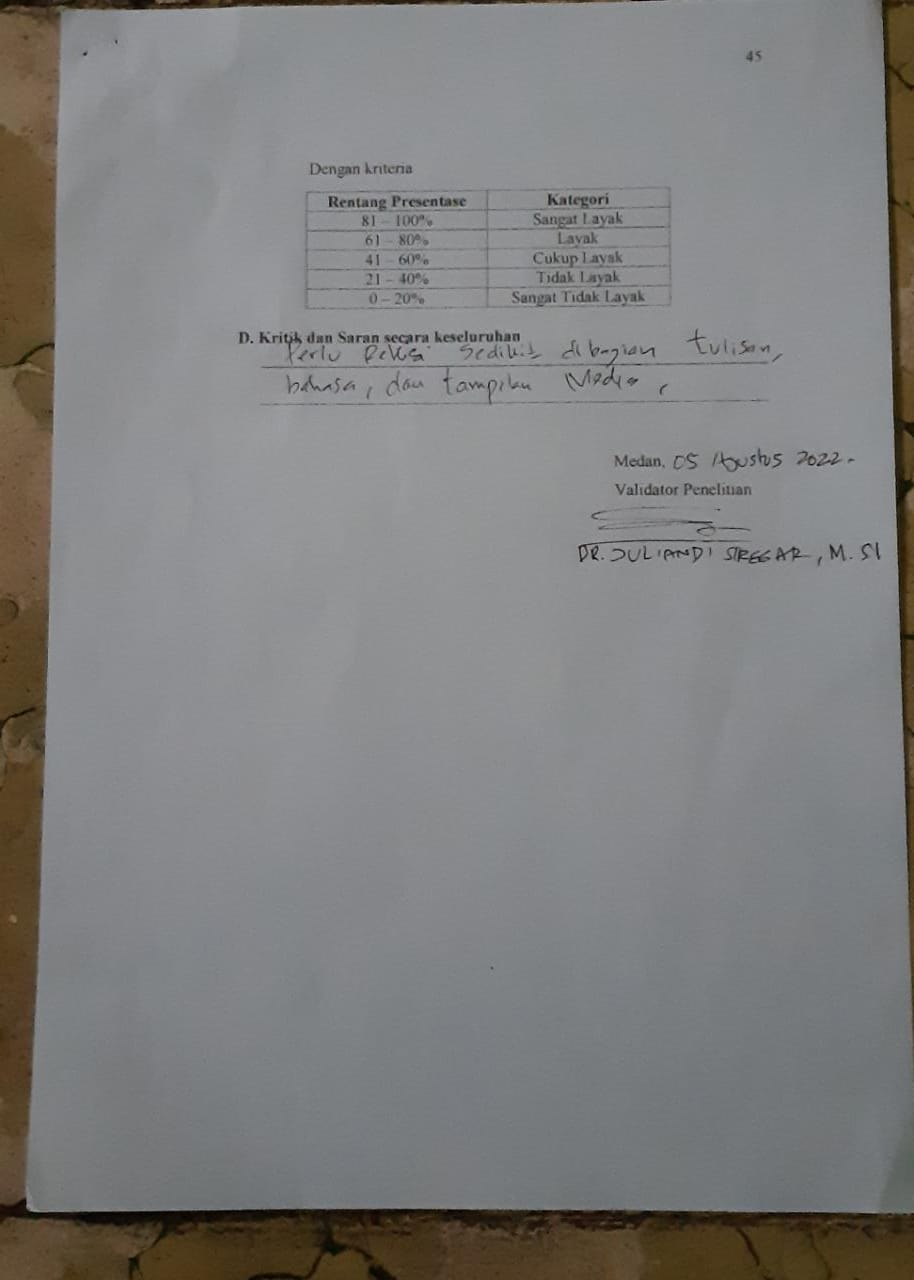 45
Dengan kriteria
Rentang Presentase Kategori
81 – 100% Sangat Layak
61 – 80% Layak
41 – 60% Cukup Layak
21 – 40% Tidak Layak
0 – 20% Sangat Tidak Layak
D. Kritik dan Saran secara keseluruhan
Perlu sedikit dibagian tulisan,
bahasa, dan tampilan Media,
Medan, 05 Agustus 2022.
Validator Penelitian
DR. JULIANDI SIREGAR, M. SI